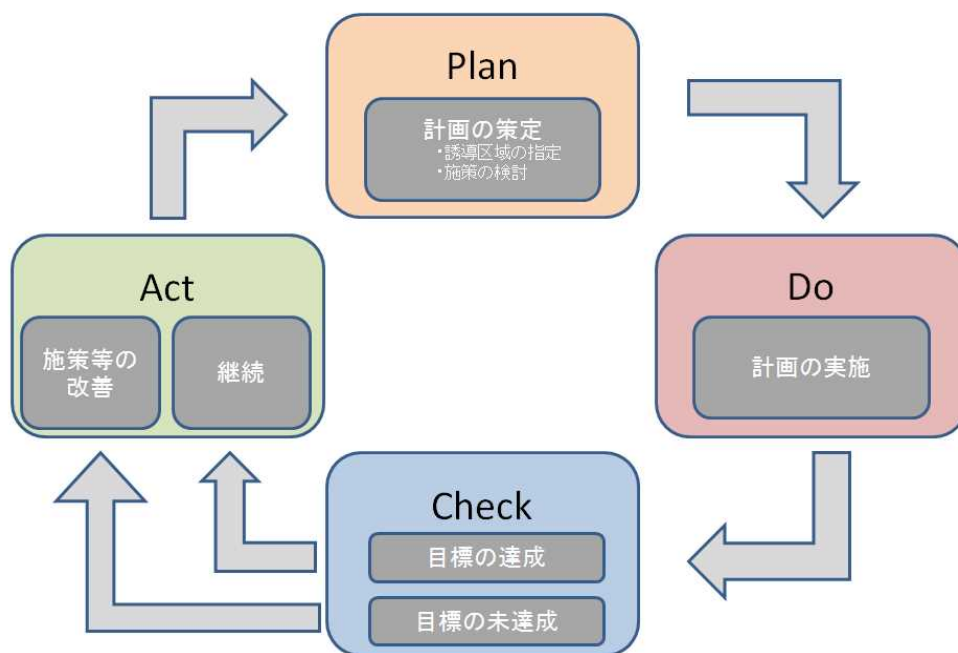 Plan
計画の策定
・誘導区域の指定
・施策の検討
Do
計画の実施
Check
目標の達成
目標の未達成
Act
施策等の
改善
継続